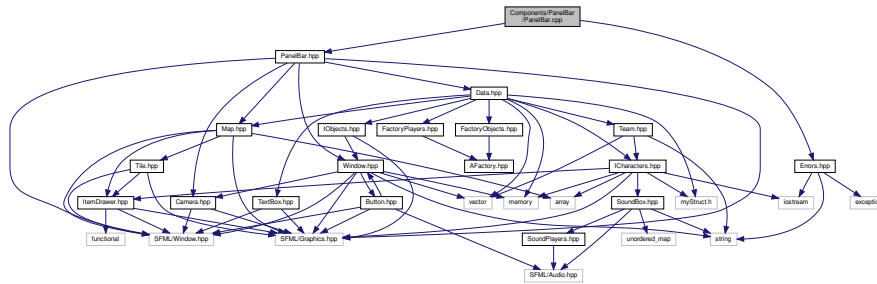 Components/PanelBar
/PanelBar.cpp
PanelBar.hpp
Data.hpp
Map.hpp
IObjects.hpp
FactoryPlayers.hpp
FactoryObjects.hpp
Team.hpp
Tile.hpp
Window.hpp
AFactory.hpp
ICharacters.hpp
Errors.hpp
ItemDrawer.hpp
Camera.hpp
TextBox.hpp
Button.hpp
vector
memory
array
SoundBox.hpp
myStruct.h
iostream
exceptio
functional
SFML/Window.hpp
SFML/Graphics.hpp
SoundPlayers.hpp
unordered_map
string
SFML/Audio.hpp